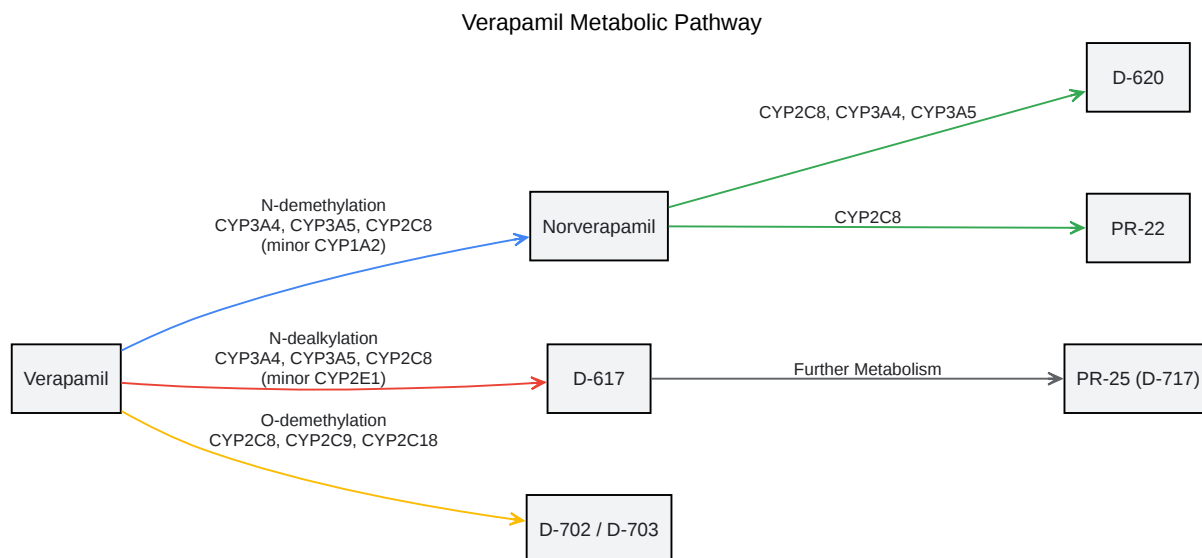 Verapamil Metabolic Pathway
D-620
CYP2C8, CYP3A4, CYP3A5
N-demethylation
CYP3A4, CYP3A5, CYP2C8
(minor CYP1A2)
Norverapamil
CYP2C8
PR-22
N-dealkylation
CYP3A4, CYP3A5, CYP2C8
(minor CYP2E1)
Verapamil
D-617
Further Metabolism
PR-25 (D-717)
O-demethylation
CYP2C8, CYP2C9, CYP2C18
D-702 / D-703